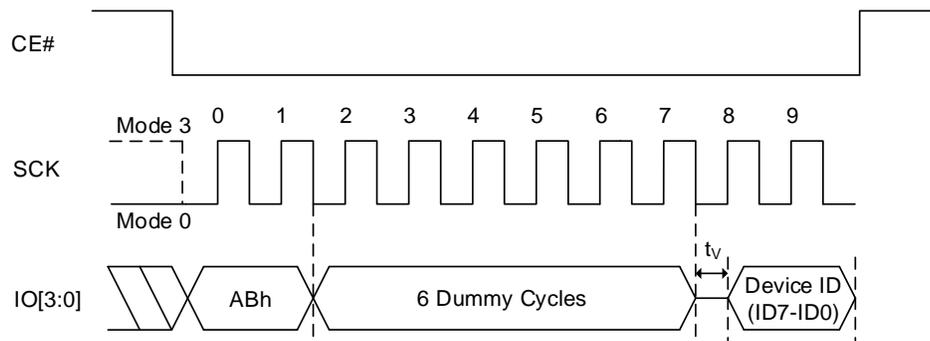 CE#
0 1 2 3 4 5 6 7 8 9
Mode 3
SCK
Mode 0
tV
IO[3:0]
ABh
6 Dummy Cycles
Device ID
(ID7-ID0)